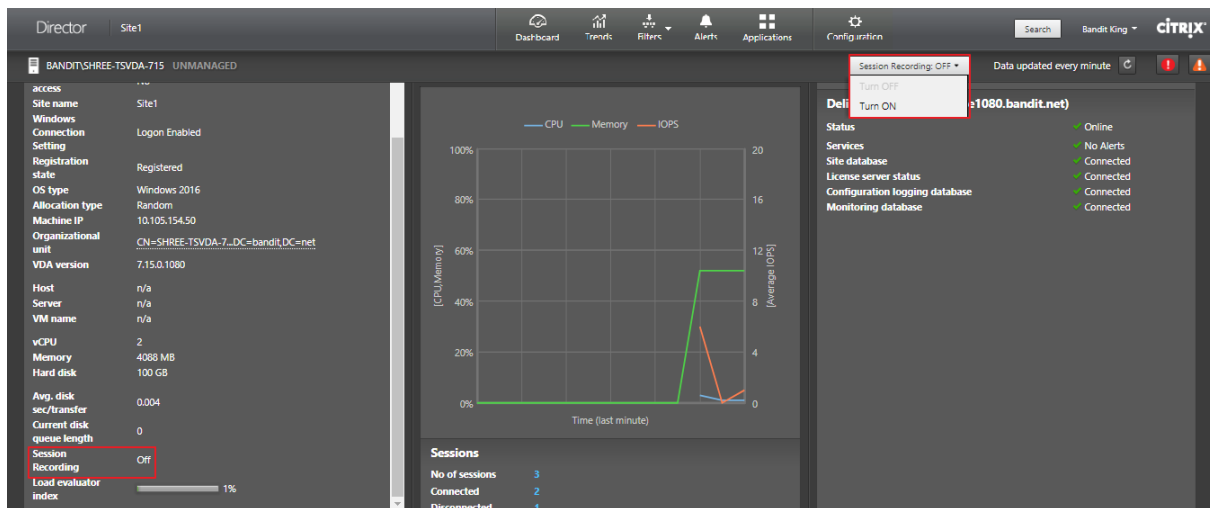 Director
Site1
Dashboard
Trends
Filters
Alerts
Applications
Configuration
Search
Bandit King
CİTRIX
BANDIT\SHREE-TSVDA-715 UNMANAGED
Session Recording: OFF
Data updated every minute
Turn OFF
Turn ON
access
Site name Site1
Windows
Connection Logon Enabled
Setting
Registration
state Registered
OS type Windows 2016
Allocation type Random
Machine IP 10.105.154.50
Organizational
unit CN=SHREE-TSVDA-7...DC=bandit,DC=net
VDA version 7.15.0.1080
Host n/a
Server n/a
VM name n/a
vCPU 2
Memory 4088 MB
Hard disk 100 GB
Avg. disk
sec/transfer 0.004
Current disk
queue length 0
Session
Recording Off
Load evaluator
index 1%
CPU Memory IOPS
100% 20
80% 16
60% 12
40% 8
20% 4
0% 0
[CPU,Memory]
[Average IOPS]
Time (last minute)
Sessions
No of sessions 3
Connected 2
Disconnected 1
Deli e1080.bandit.net)
Status Online
Services No Alerts
Site database Connected
License server status Connected
Configuration logging database Connected
Monitoring database Connected